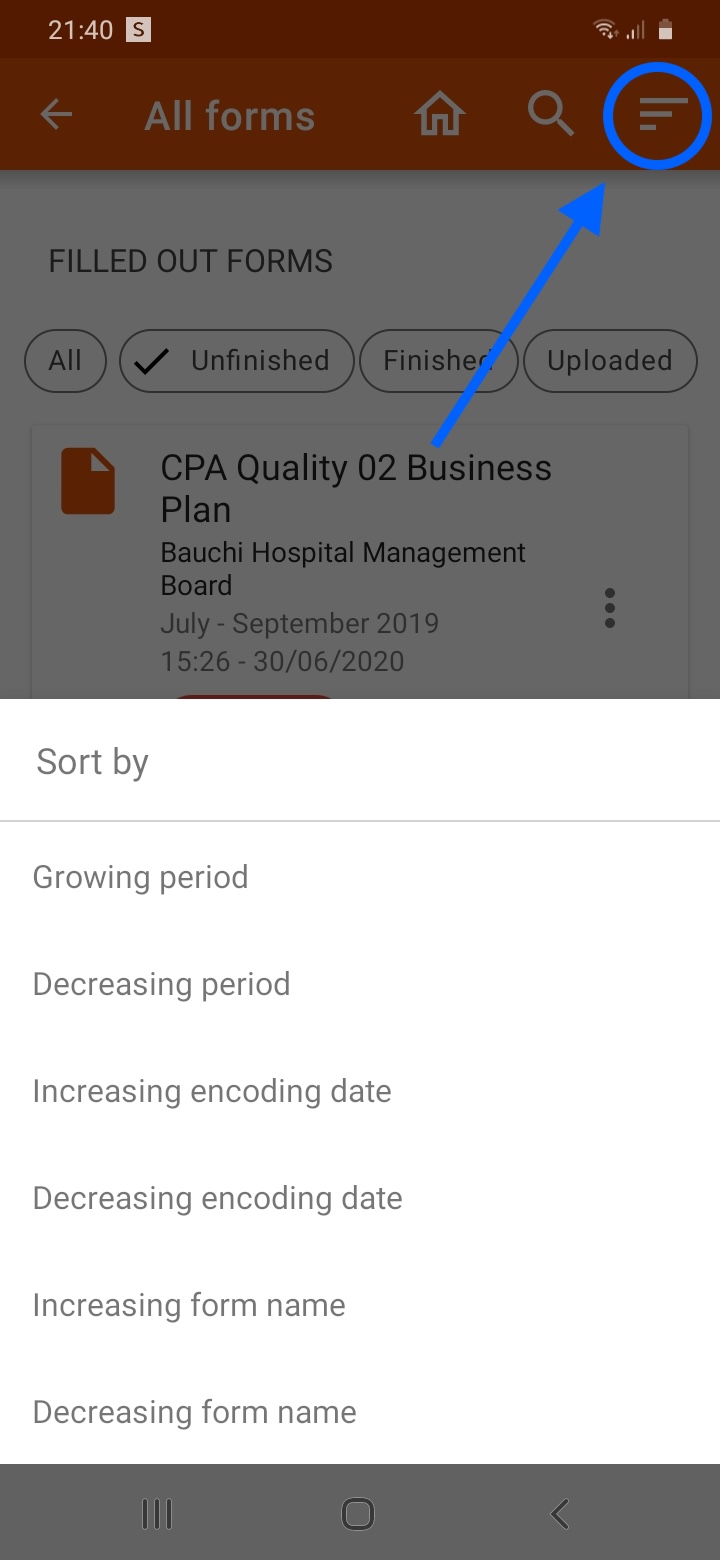 21:40 S
All forms
FILLED OUT FORMS
All Unfinished Finished Uploaded
CPA Quality 02 Business
Plan
Bauchi Hospital Management
Board
July - September 2019
15:26 - 30/06/2020
Sort by
Growing period
Decreasing period
Increasing encoding date
Decreasing encoding date
Increasing form name
Decreasing form name